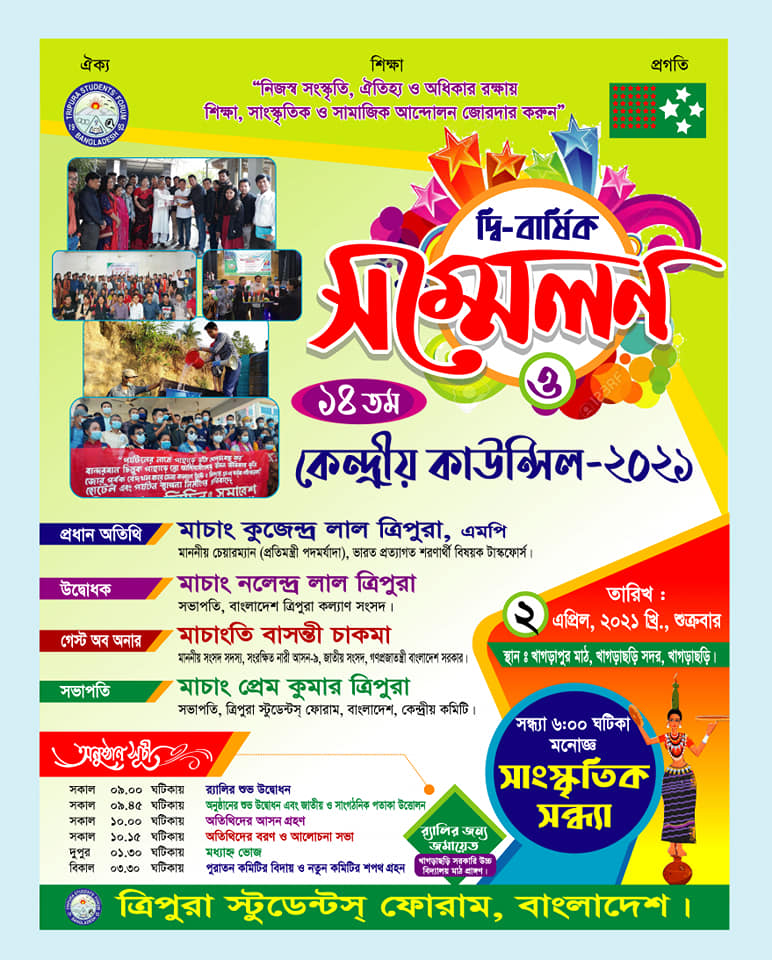 ঐক্য
শিক্ষা
প্রগতি
“নিজস্ব সংস্কৃতি, ঐতিহ্য ও অধিকার রক্ষায়
শিক্ষা, সাংস্কৃতিক ও সামাজিক আন্দোলন জোরদার করুন”
TRIPURA STUDENTS' FORUM
BANGLADESH
দ্বি-বার্ষিক
সম্মেলন
ও
১৪ তম
কেন্দ্রীয় কাউন্সিল-২০২১
প্রধান অতিথি
মাচাং কুজেন্দ্র লাল ত্রিপুরা, এমপি
মাননীয় চেয়ারম্যান (প্রতিমন্ত্রী পদমর্যাদা), ভারত প্রত্যাগত শরণার্থী বিষয়ক টাস্কফোর্স।
উদ্বোধক
মাচাং নলেন্দ্র লাল ত্রিপুরা
সভাপতি, বাংলাদেশ ত্রিপুরা কল্যাণ সংসদ।
গেস্ট অব অনার
মাচাংতি বাসন্তী চাকমা
মাননীয় সংসদ সদস্য, সংরক্ষিত নারী আসন-৯, জাতীয় সংসদ, গণপ্রজাতন্ত্রী বাংলাদেশ সরকার।
সভাপতি
মাচাং প্রেম কুমার ত্রিপুরা
সভাপতি, ত্রিপুরা স্টুডেন্টস্ ফোরাম, বাংলাদেশ, কেন্দ্রীয় কমিটি।
তারিখ :
২ এপ্রিল, ২০২১ খ্রি., শুক্রবার
স্থান ঃ খাগড়াপুর মাঠ, খাগড়াছড়ি সদর, খাগড়াছড়ি।
সন্ধ্যা ৬:০০ ঘটিকা
মনোজ্ঞ
সাংস্কৃতিক
সন্ধ্যা
অনুষ্ঠান সূচী
সকাল ০৯.০০ ঘটিকায় র‍্যালির শুভ উদ্বোধন
সকাল ০৯.৪৫ ঘটিকায় অনুষ্ঠানের শুভ উদ্বোধন এবং জাতীয় ও সাংগঠনিক পতাকা উত্তোলন
সকাল ১০.০০ ঘটিকায় অতিথিদের আসন গ্রহণ
সকাল ১০.১৫ ঘটিকায় অতিথিদের বরণ ও আলোচনা সভা
দুপুর ০১.৩০ ঘটিকায় মধ্যাহ্ন ভোজ
বিকাল ০৩.৩০ ঘটিকায় পুরাতন কমিটির বিদায় ও নতুন কমিটির শপথ গ্রহন
র‍্যালির জন্য
জমায়েত
খাগড়াছড়ি সরকারি উচ্চ
বিদ্যালয় মাঠ প্রাঙ্গণ।
ত্রিপুরা স্টুডেন্টস্ ফোরাম, বাংলাদেশ।